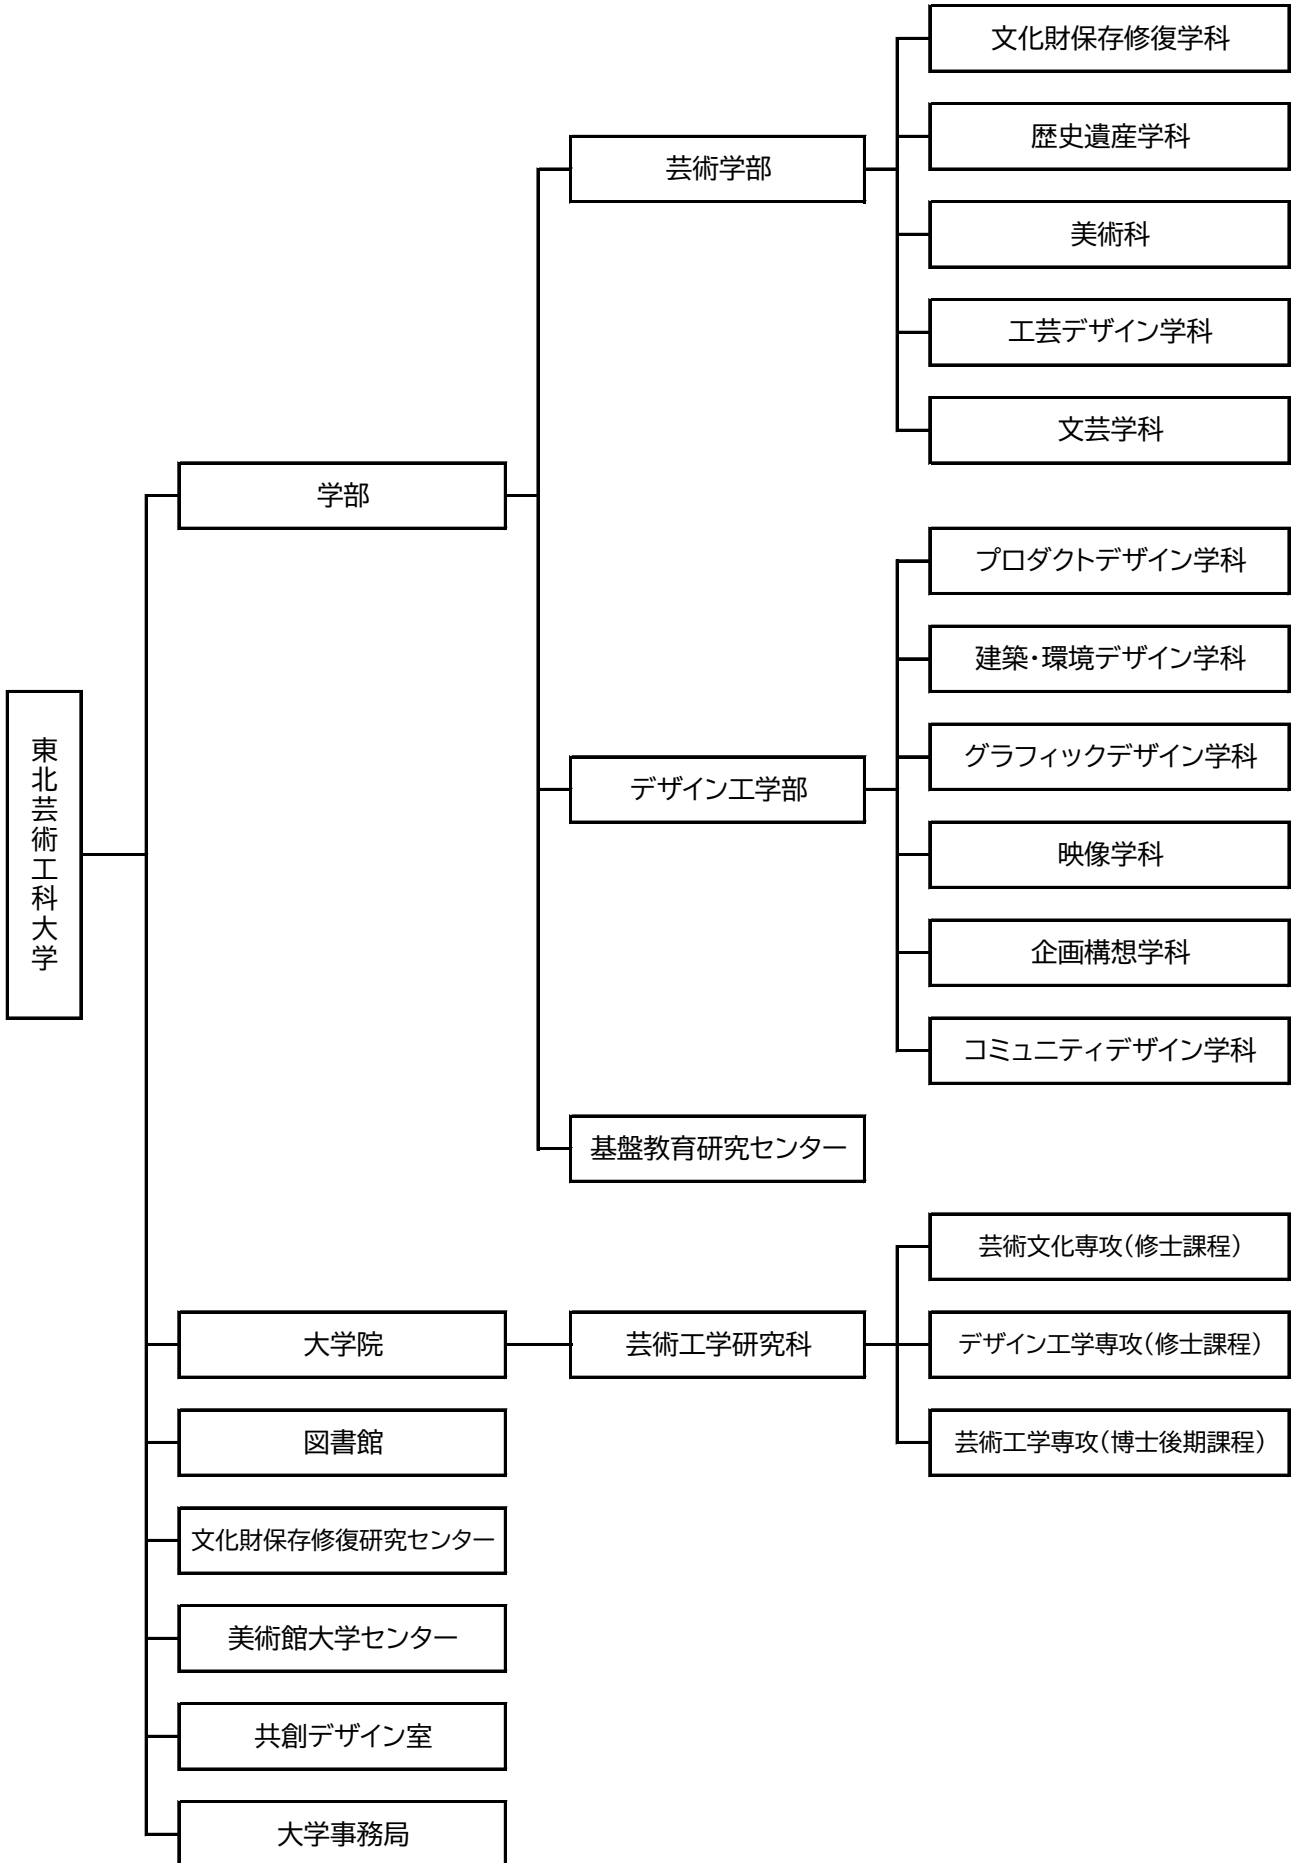 東北芸術工科大学
学部
芸術学部
文化財保存修復学科
歴史遺産学科
美術科
工芸デザイン学科
文芸学科
デザイン工学部
プロダクトデザイン学科
建築・環境デザイン学科
グラフィックデザイン学科
映像学科
企画構想学科
コミュニティデザイン学科
基盤教育研究センター
大学院
芸術工学研究科
芸術文化専攻(修士課程)
デザイン工学専攻(修士課程)
芸術工学専攻(博士後期課程)
図書館
文化財保存修復研究センター
美術館大学センター
共創デザイン室
大学事務局